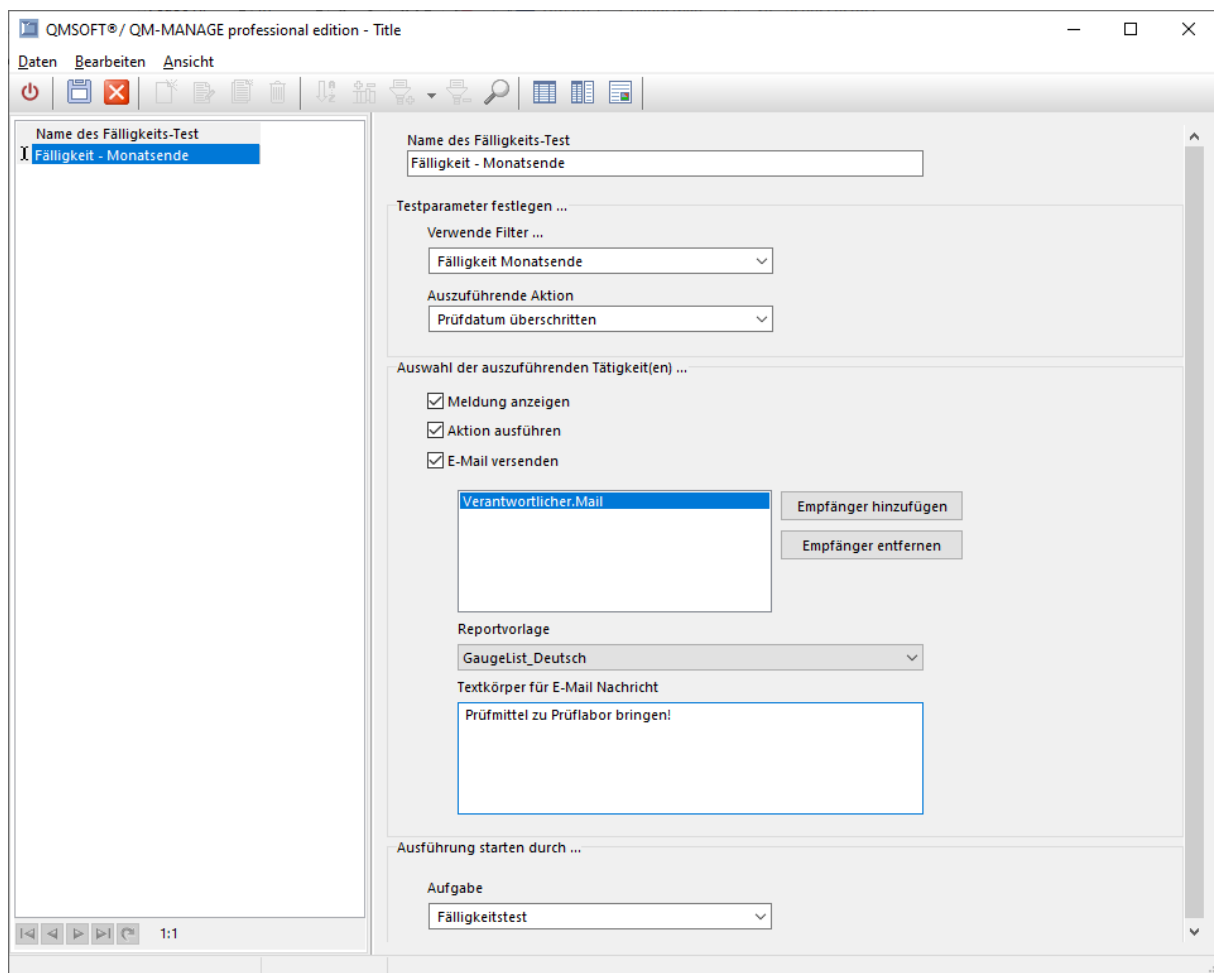 QMSOFT®/ QM-MANAGE professional edition - Title
Daten Bearbeiten Ansicht
Name des Fälligkeits-Test
Fälligkeit - Monatsende
1:1
Name des Fälligkeits-Test
Fälligkeit - Monatsende
Testparameter festlegen ...
Verwende Filter ...
Fälligkeit Monatsende
Auszuführende Aktion
Prüfdatum überschritten
Auswahl der auszuführenden Tätigkeit(en) ...
Meldung anzeigen
Aktion ausführen
E-Mail versenden
Verantwortlicher.Mail
Empfänger hinzufügen
Empfänger entfernen
Reportvorlage
GaugeList_Deutsch
Textkörper für E-Mail Nachricht
Prüfmittel zu Prüflabor bringen!
Ausführung starten durch ...
Aufgabe
Fälligkeitstest